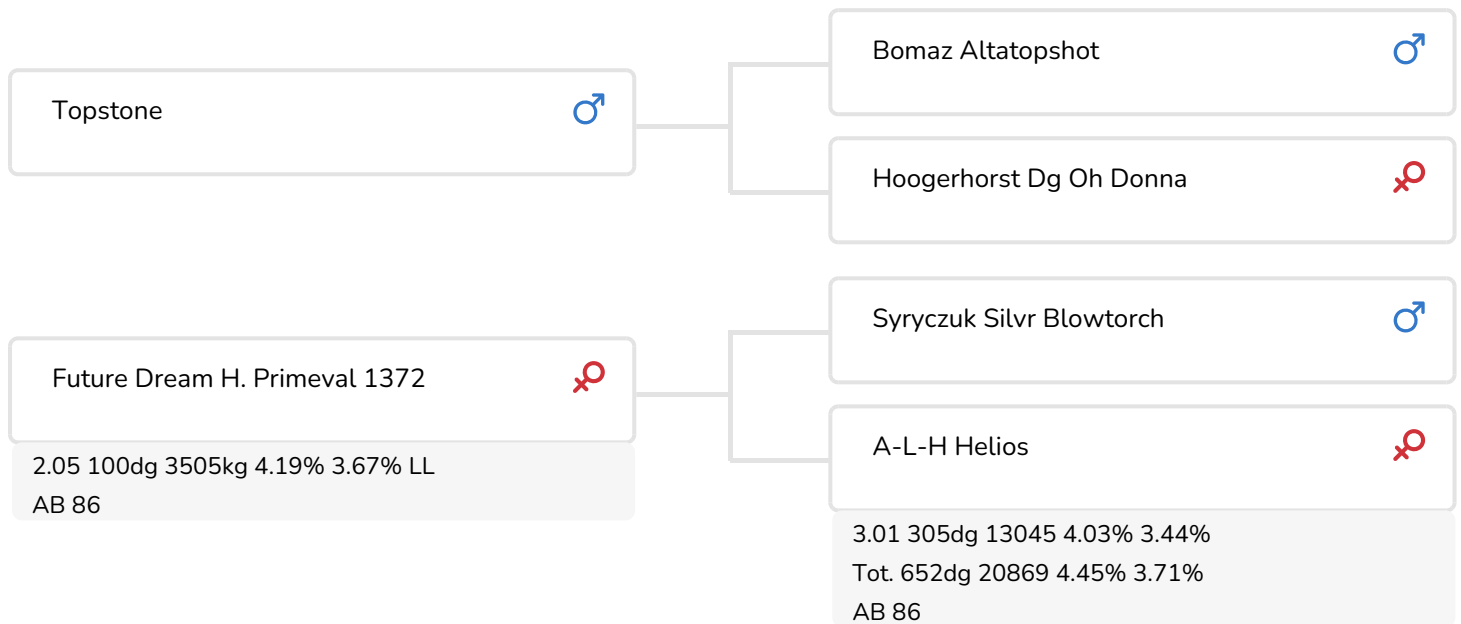 Topstone
Bomaz Altatopshot
Hoogerhorst Dg Oh Donna
Future Dream H. Primeval 1372
2.05 100dg 3505kg 4.19% 3.67% LL
AB 86
Syryczuk Silvr Blowtorch
A-L-H Helios
3.01 305dg 13045 4.03% 3.44%
Tot. 652dg 20869 4.45% 3.71%
AB 86